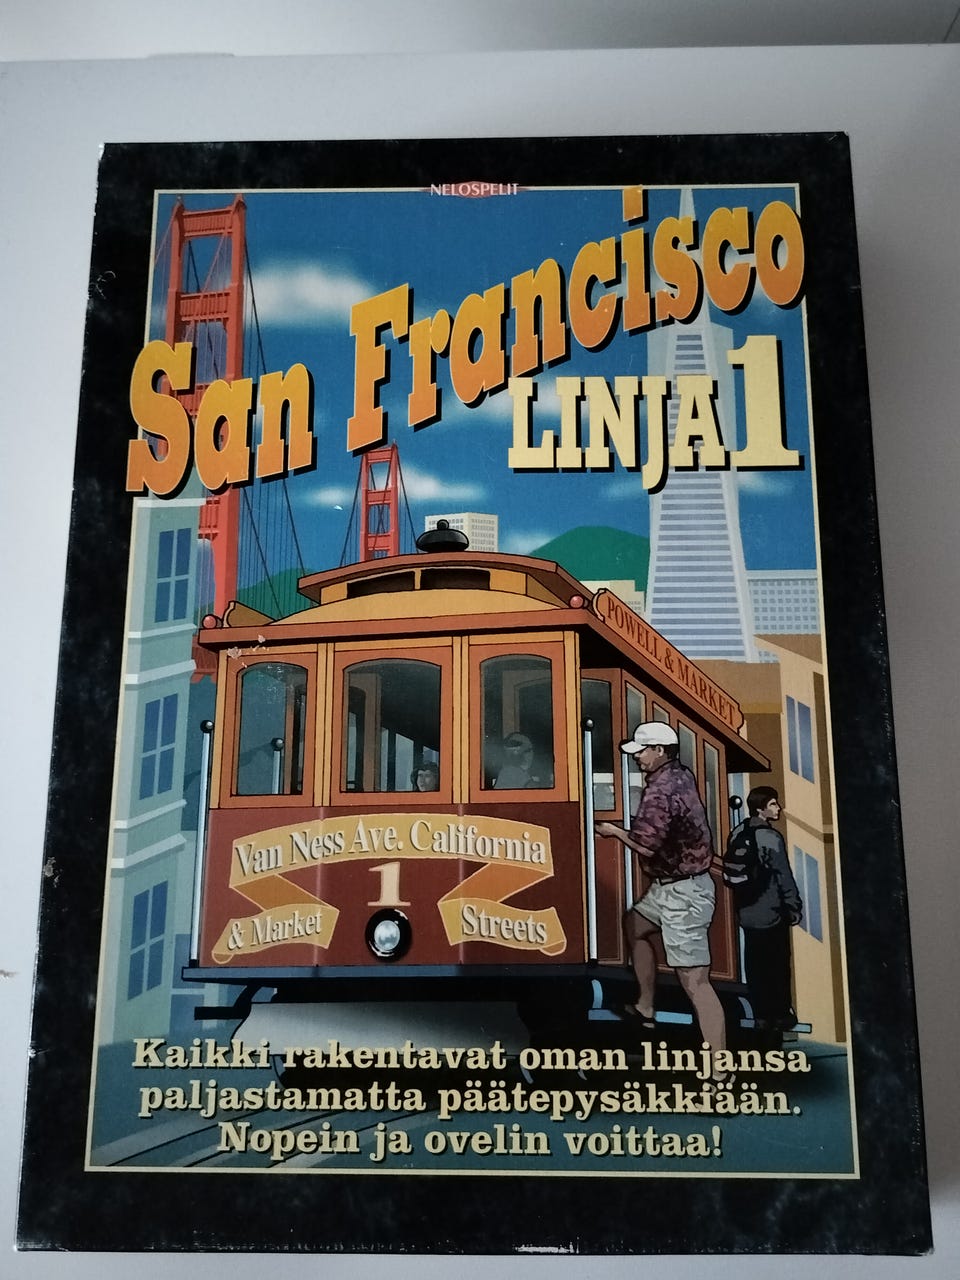 NELOSPELIT
San Francisco
LINJA 1
POWELL & MARKET
Van Ness Ave. California
1
& Market Streets
Kaikki rakentavat oman linjansa
paljastamatta päätepysäkkiään.
Nopein ja ovelin voittaa!